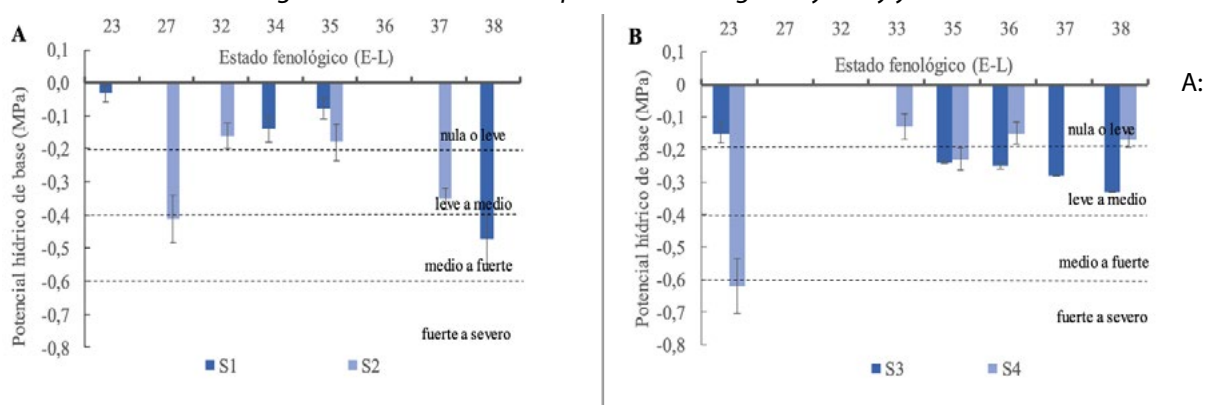 A
23 27 32 34 35 36 37 38
Estado fenológico (E-L)
Potencial hídrico de base (MPa)
0,1
0,0
-0,1
-0,2
-0,3
-0,4
-0,5
-0,6
-0,7
-0,8
nula o leve
leve a medio
medio a fuerte
fuerte a severo
S1 S2
B
23 27 32 33 35 36 37 38
Estado fenológico (E-L)
Potencial hídrico de base (MPa)
0,1
0
-0,1
-0,2
-0,3
-0,4
-0,5
-0,6
-0,7
-0,8
nula o leve
leve a medio
medio a fuerte
fuerte a severo
S3 S4
A: